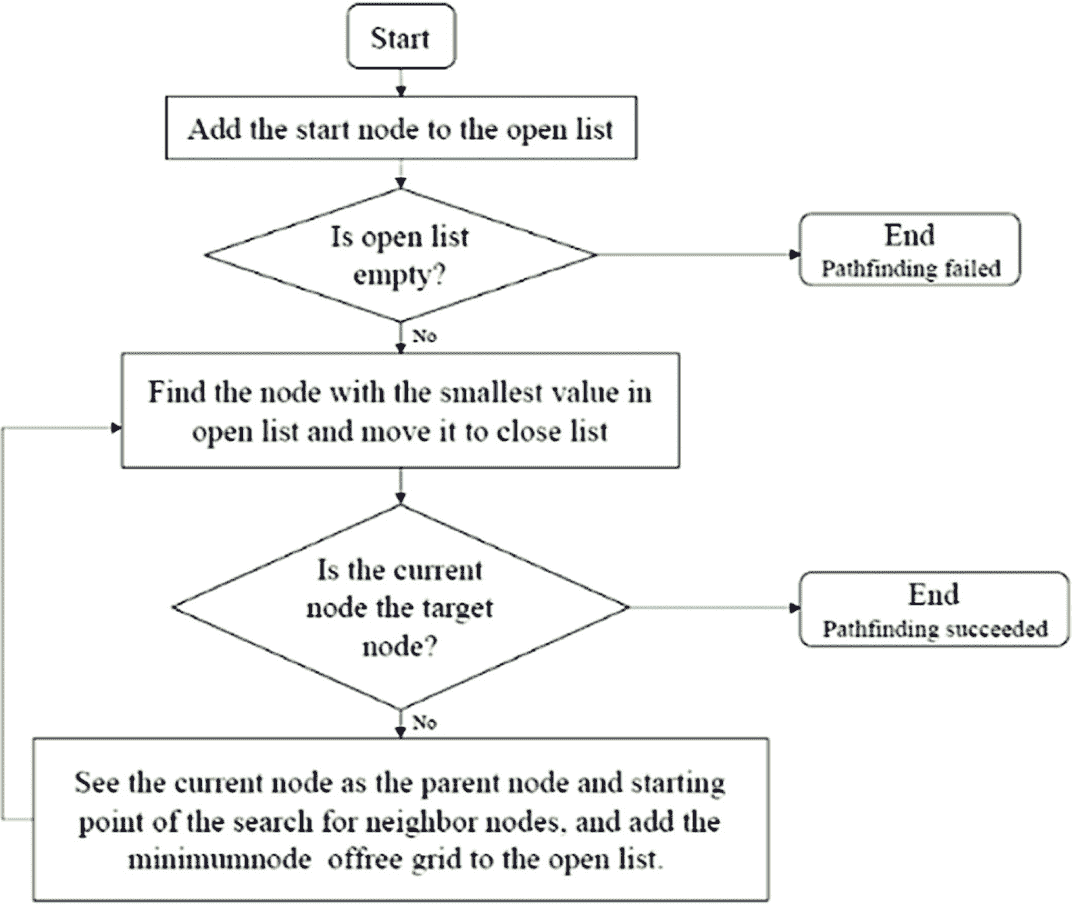 Start
Add the start node to the open list
Is open list
empty?
End
Pathfinding failed
No
Find the node with the smallest value in
open list and move it to close list
Is the current
node the target
node?
End
Pathfinding succeeded
No
See the current node as the parent node and starting
point of the search for neighbor nodes, and add the
minimumnode offree grid to the open list.